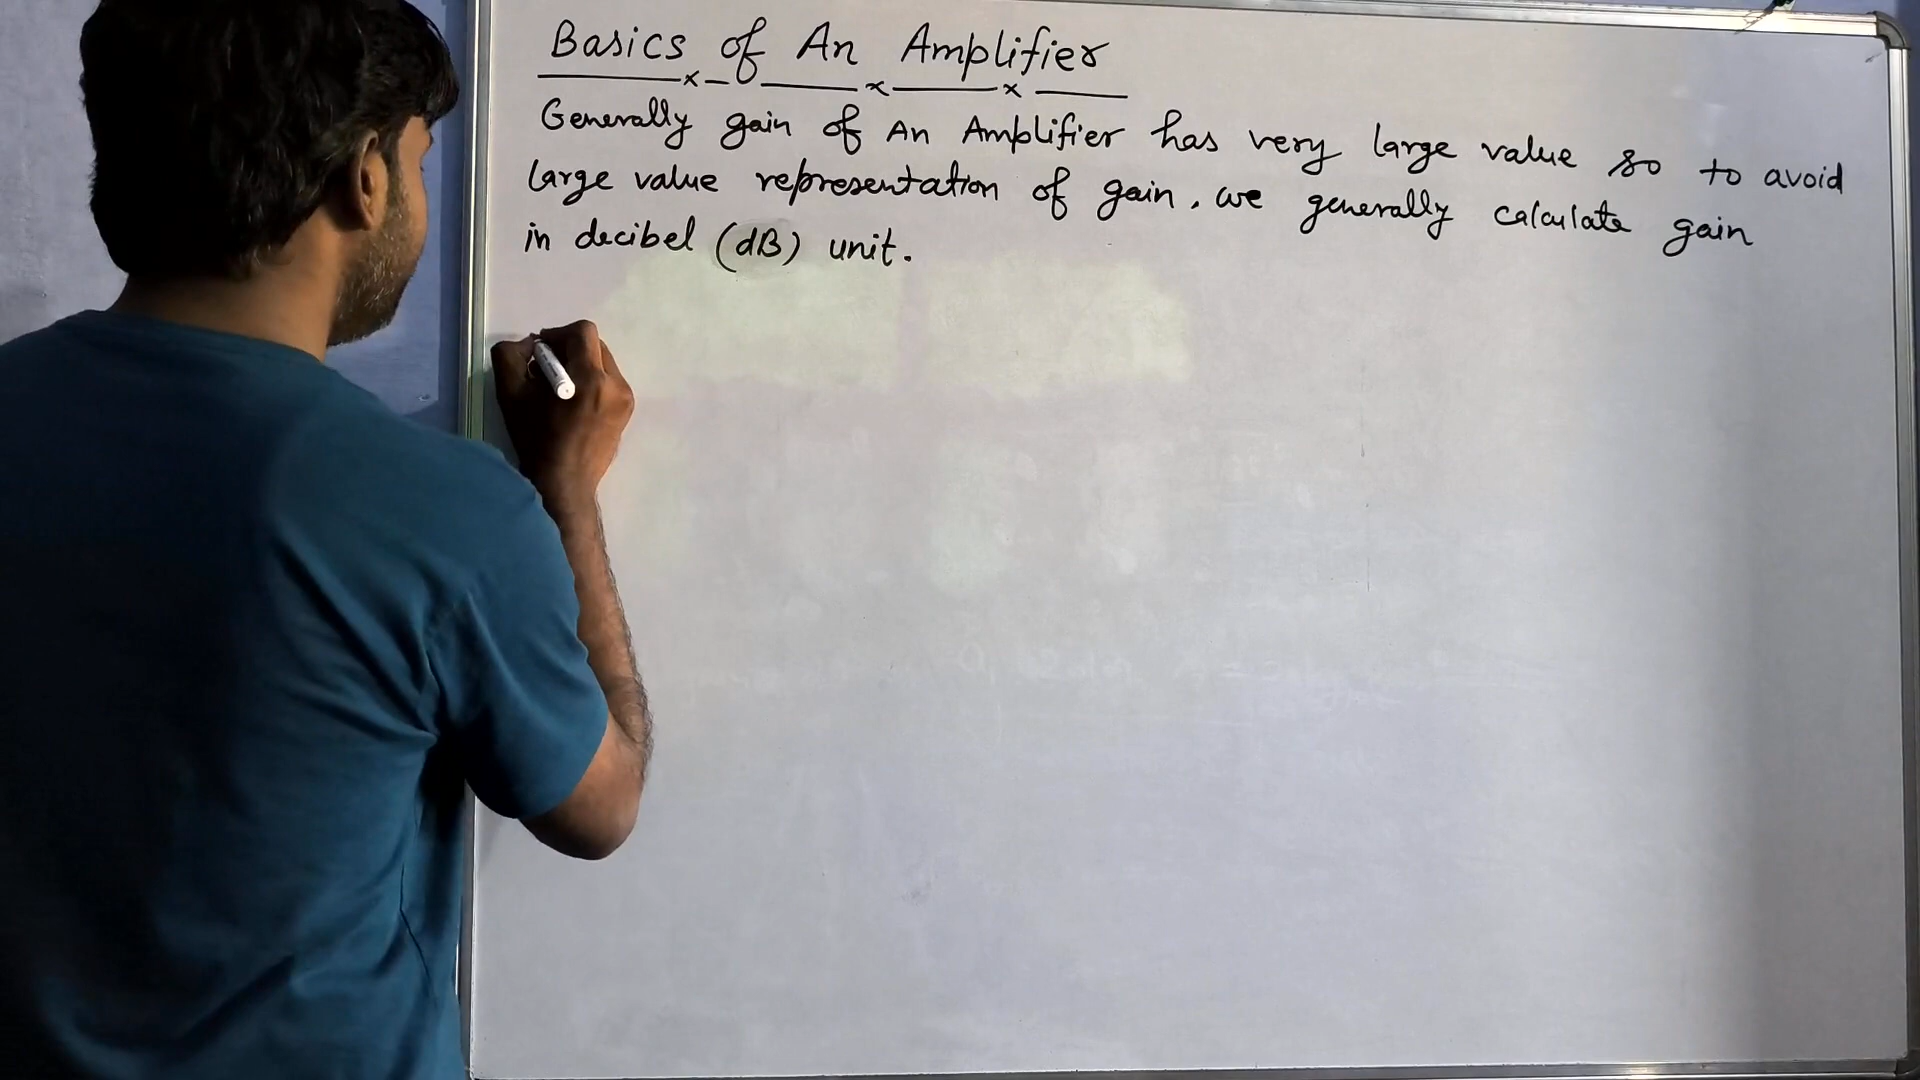 Basics of An Amplifier
Generally gain of An Amplifier has very large value so to avoid
large value representation of gain, we generally calculate gain
in decibel (dB) unit.